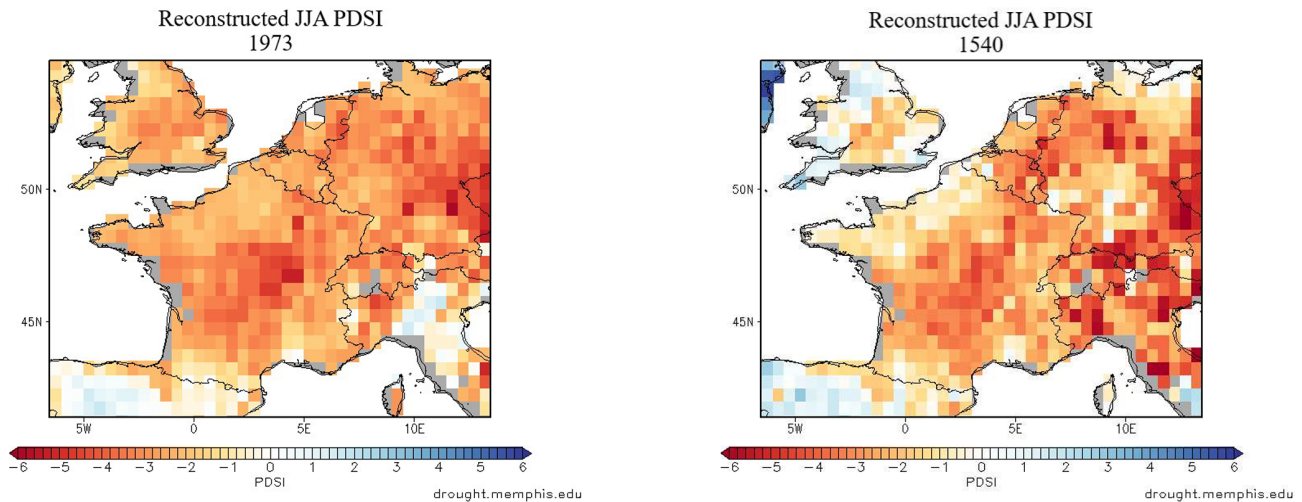 Reconstructed JJA PDSI
1973
50N
45N
5W 0 5E 10E
−6 −5 −4 −3 −2 −1 0 1 2 3 4 5 6
PDSI
drought.memphis.edu
Reconstructed JJA PDSI
1540
50N
45N
5W 0 5E 10E
−6 −5 −4 −3 −2 −1 0 1 2 3 4 5 6
PDSI
drought.memphis.edu